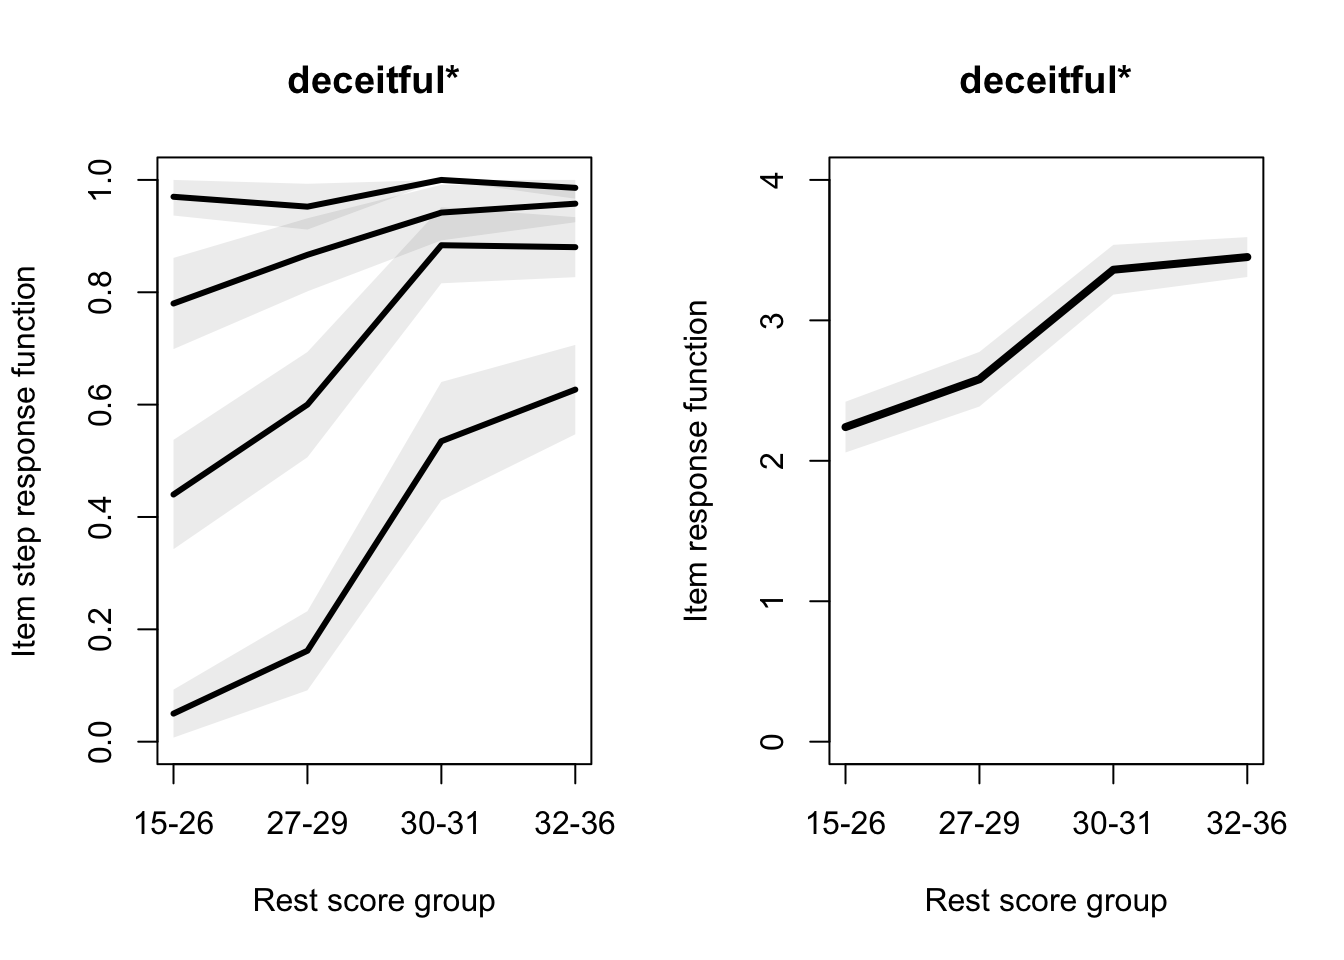 deceitful*
Item step response function
1.0
0.8
0.6
0.4
0.2
0.0
15-26 27-29 30-31 32-36
Rest score group
deceitful*
Item response function
4
3
2
1
0
15-26 27-29 30-31 32-36
Rest score group